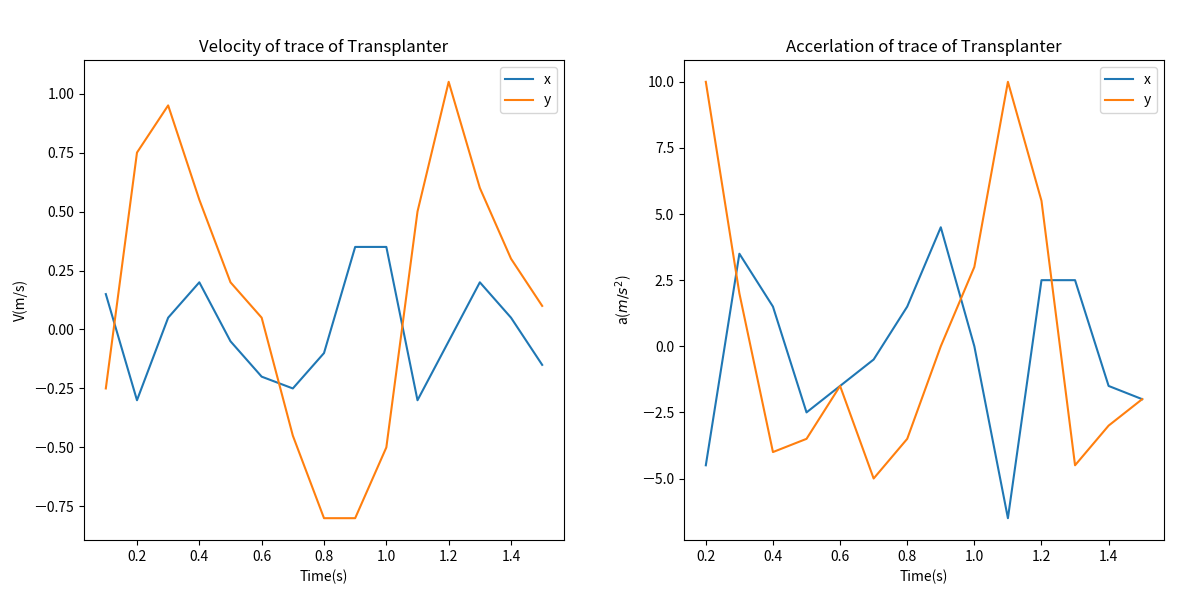 Velocity of trace of Transplanter
x
y
1.00
0.75
0.50
0.25
0.00
−0.25
−0.50
−0.75
V(m/s)
0.2 0.4 0.6 0.8 1.0 1.2 1.4
Time(s)
Accerlation of trace of Transplanter
x
y
10.0
7.5
5.0
2.5
0.0
−2.5
−5.0
a(m/s²)
0.2 0.4 0.6 0.8 1.0 1.2 1.4
Time(s)